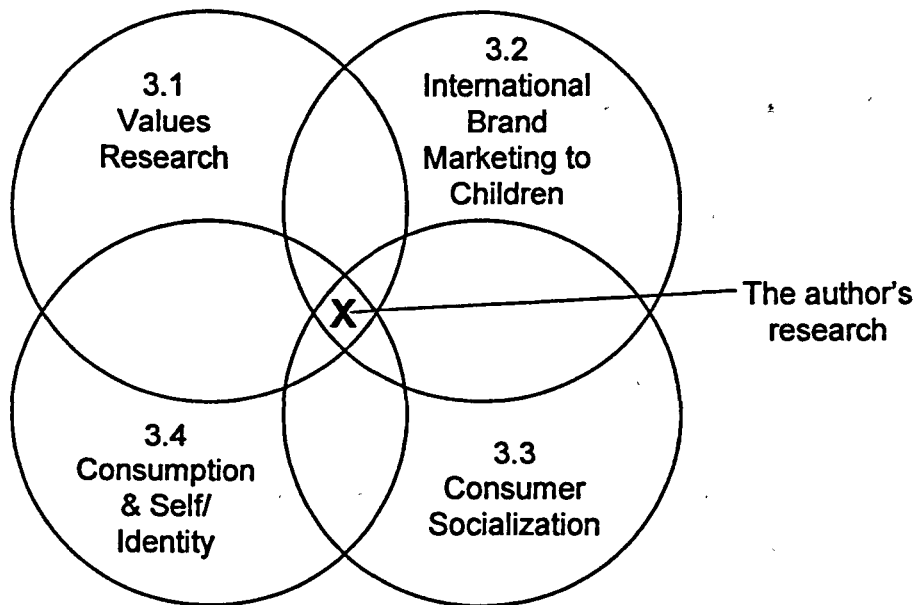 3.1
Values
Research
3.2
International
Brand
Marketing to
Children
X
The author's
research
3.4
Consumption
& Self/
Identity
3.3
Consumer
Socialization